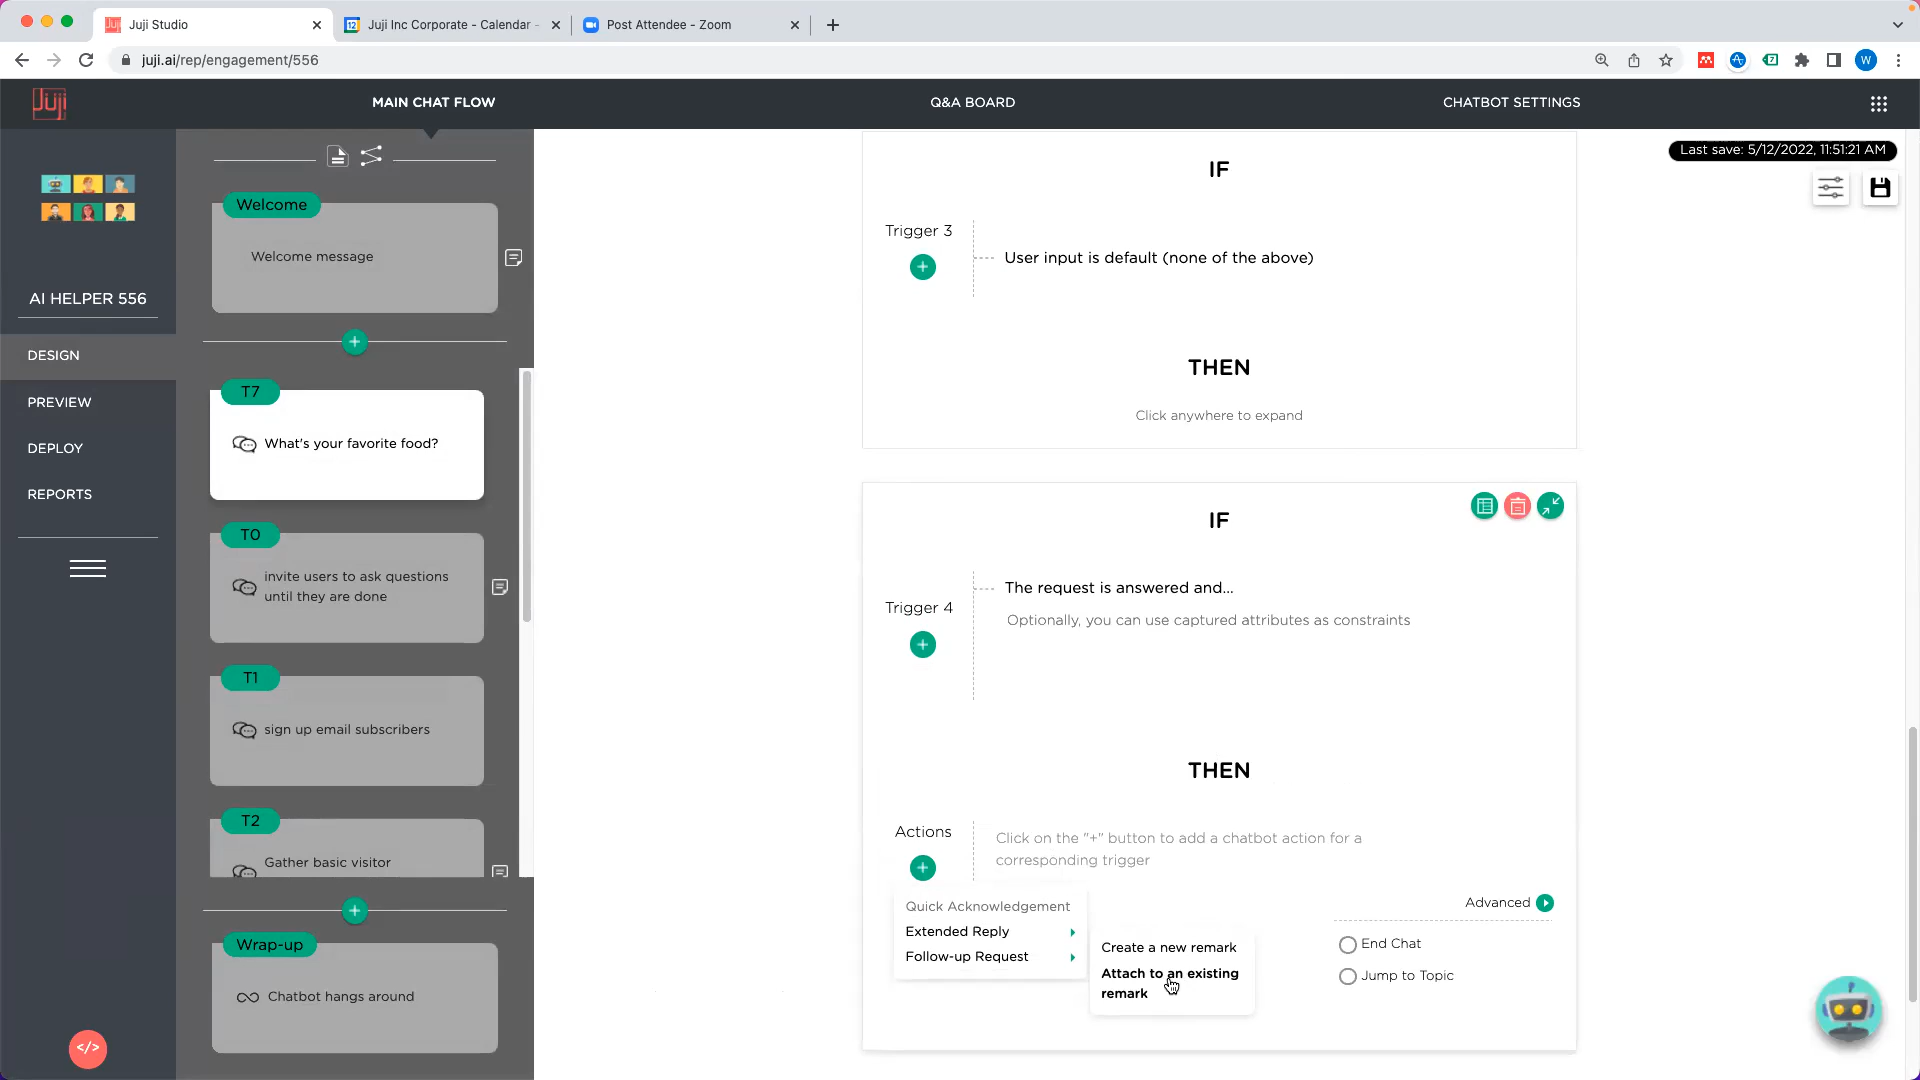 Juji Studio
Juji Inc Corporate - Calendar -
Post Attendee - Zoom
juji.ai/rep/engagement/556
W
Juji
MAIN CHAT FLOW
Q&A BOARD
CHATBOT SETTINGS
Last save: 5/12/2022, 11:51:21 AM
AI HELPER 556
DESIGN
PREVIEW
DEPLOY
REPORTS
Welcome
Welcome message
T7
What's your favorite food?
T0
invite users to ask questions
until they are done
T1
sign up email subscribers
T2
Gather basic visitor
Wrap-up
Chatbot hangs around
</>
IF
Trigger 3
User input is default (none of the above)
THEN
Click anywhere to expand
IF
Trigger 4
The request is answered and...
Optionally, you can use captured attributes as constraints
THEN
Actions
Click on the "+" button to add a chatbot action for a
corresponding trigger
Quick Acknowledgement
Extended Reply
Follow-up Request
Create a new remark
Attach to an existing
remark
Advanced
End Chat
Jump to Topic